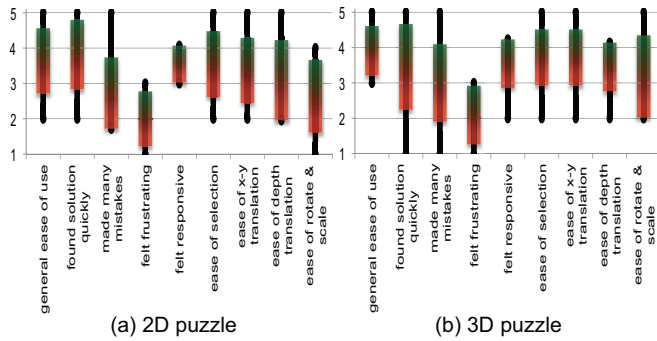 5
4
3
2
1
general ease of use
found solution
quickly
made many
mistakes
felt frustrating
felt responsive
ease of selection
ease of x-y
translation
ease of depth
translation
ease of rotate &
scale
(a) 2D puzzle
5
4
3
2
1
general ease of use
found solution
quickly
made many
mistakes
felt frustrating
felt responsive
ease of selection
ease of x-y
translation
ease of depth
translation
ease of rotate &
scale
(b) 3D puzzle